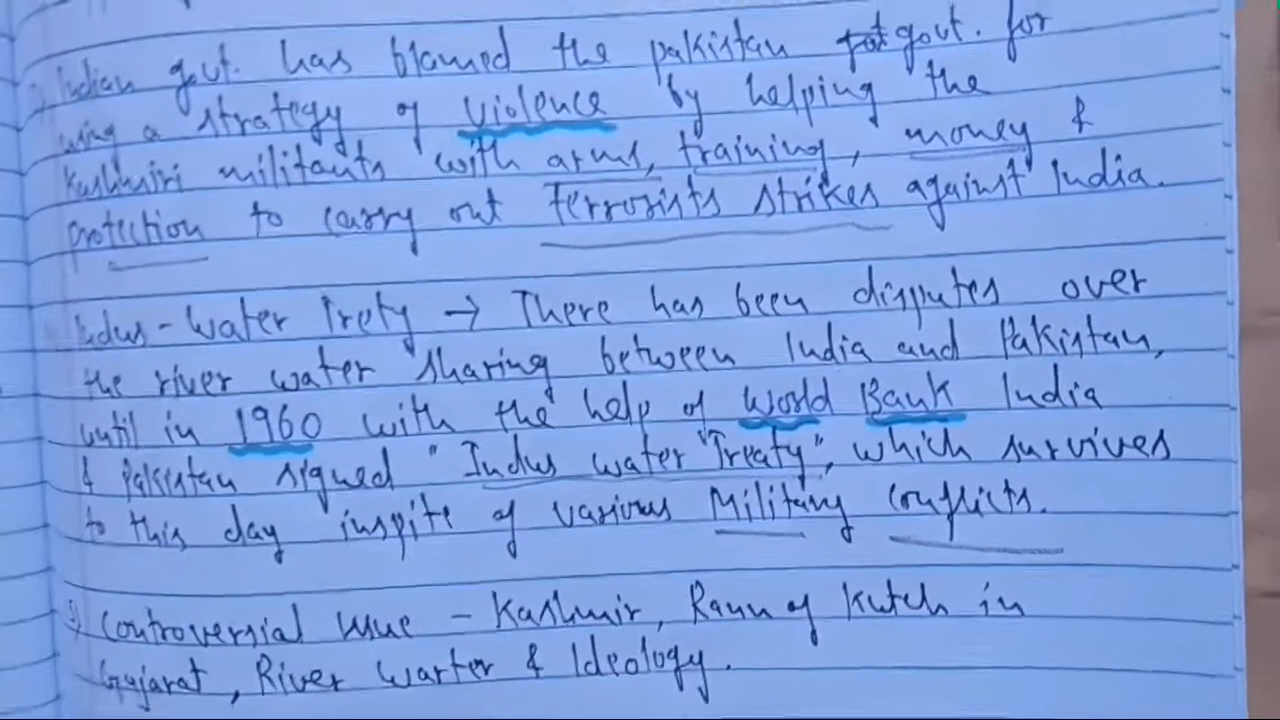 Indian govt. has blamed the pakistan govt. for
using a strategy of violence by helping the
Kashmiri militants with arms, training, money &
protection to carry out terrorists strikes against India.
Indus-Water Trety → There has been disputes over
the river water sharing between India and Pakistan,
until in 1960 with the help of World Bank India
& Pakistan signed "Indus water Treaty", which survives
to this day inspite of various Military conflicts.
Controversial issue - Kashmir, Rann of Kutch in
Gujarat, River Warter & Ideology.